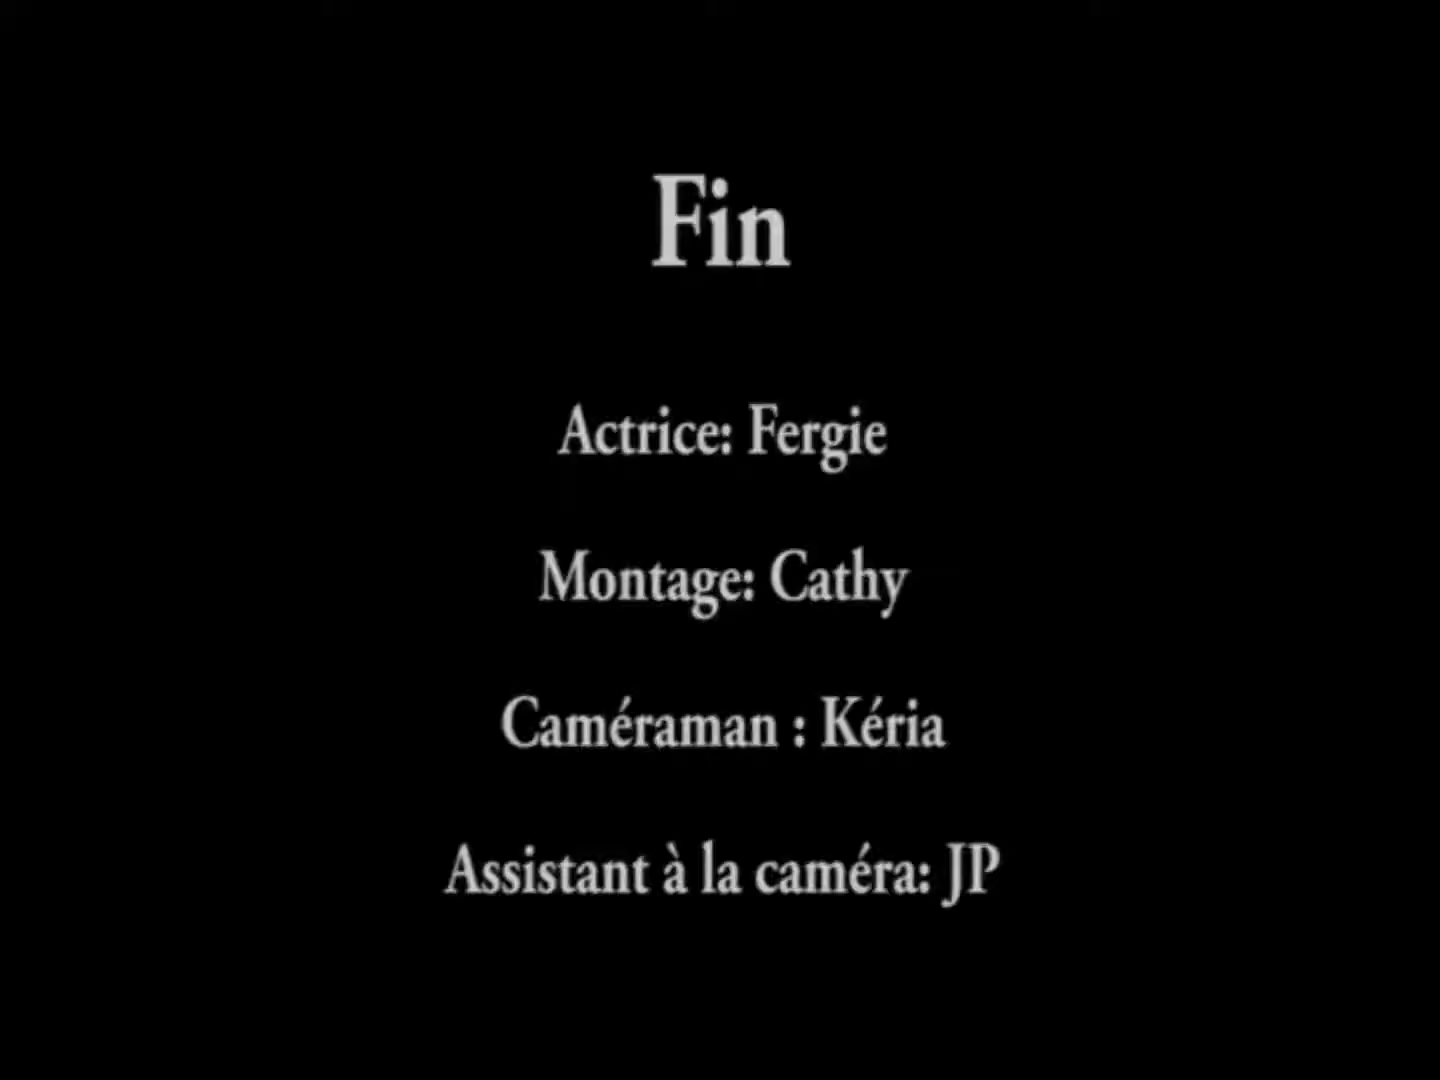 Fin
Actrice: Fergie
Montage: Cathy
Caméraman : Kéria
Assistant à la caméra: JP